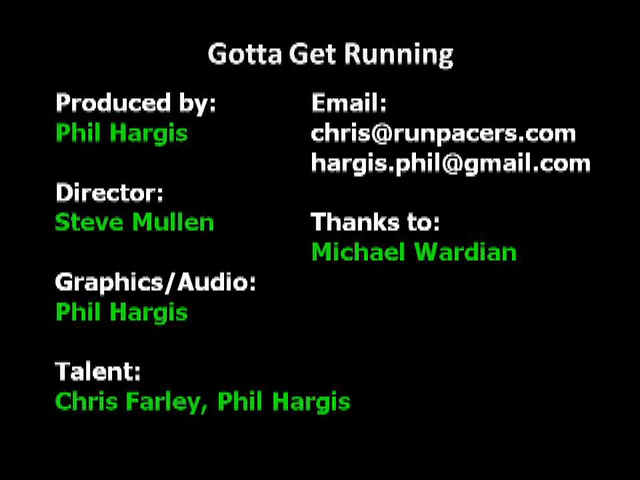 Gotta Get Running
Produced by:
Phil Hargis
Director:
Steve Mullen
Graphics/Audio:
Phil Hargis
Talent:
Chris Farley, Phil Hargis
Email:
chris@runpacers.com
hargis.phil@gmail.com
Thanks to:
Michael Wardian